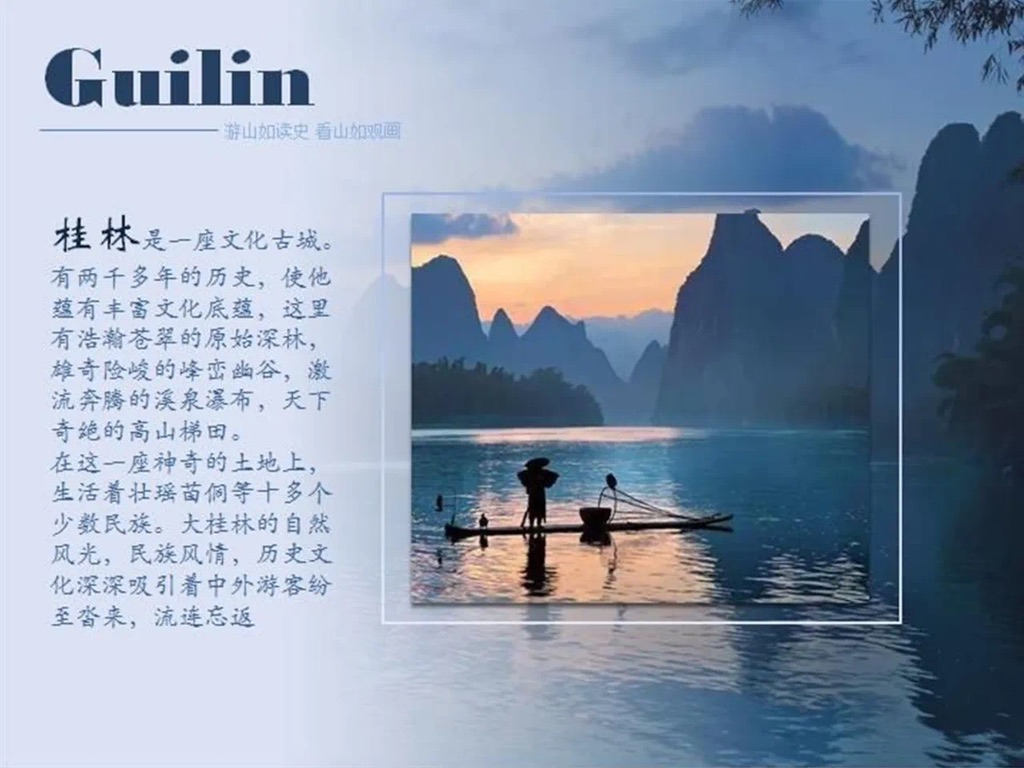 Guilin
游山如读史 看山如观画
桂林是一座文化古城。
有两千多年的历史，使他
蕴有丰富文化底蕴，这里
有浩瀚苍翠的原始深林，
雄奇险峻的峰峦幽谷，激
流奔腾的溪泉瀑布，天下
奇绝的高山梯田。
在这一座神奇的土地上，
生活着壮瑶苗侗等十多个
少数民族。大桂林的自然
风光，民族风情，历史文
化深深吸引着中外游客纷
至沓来，流连忘返